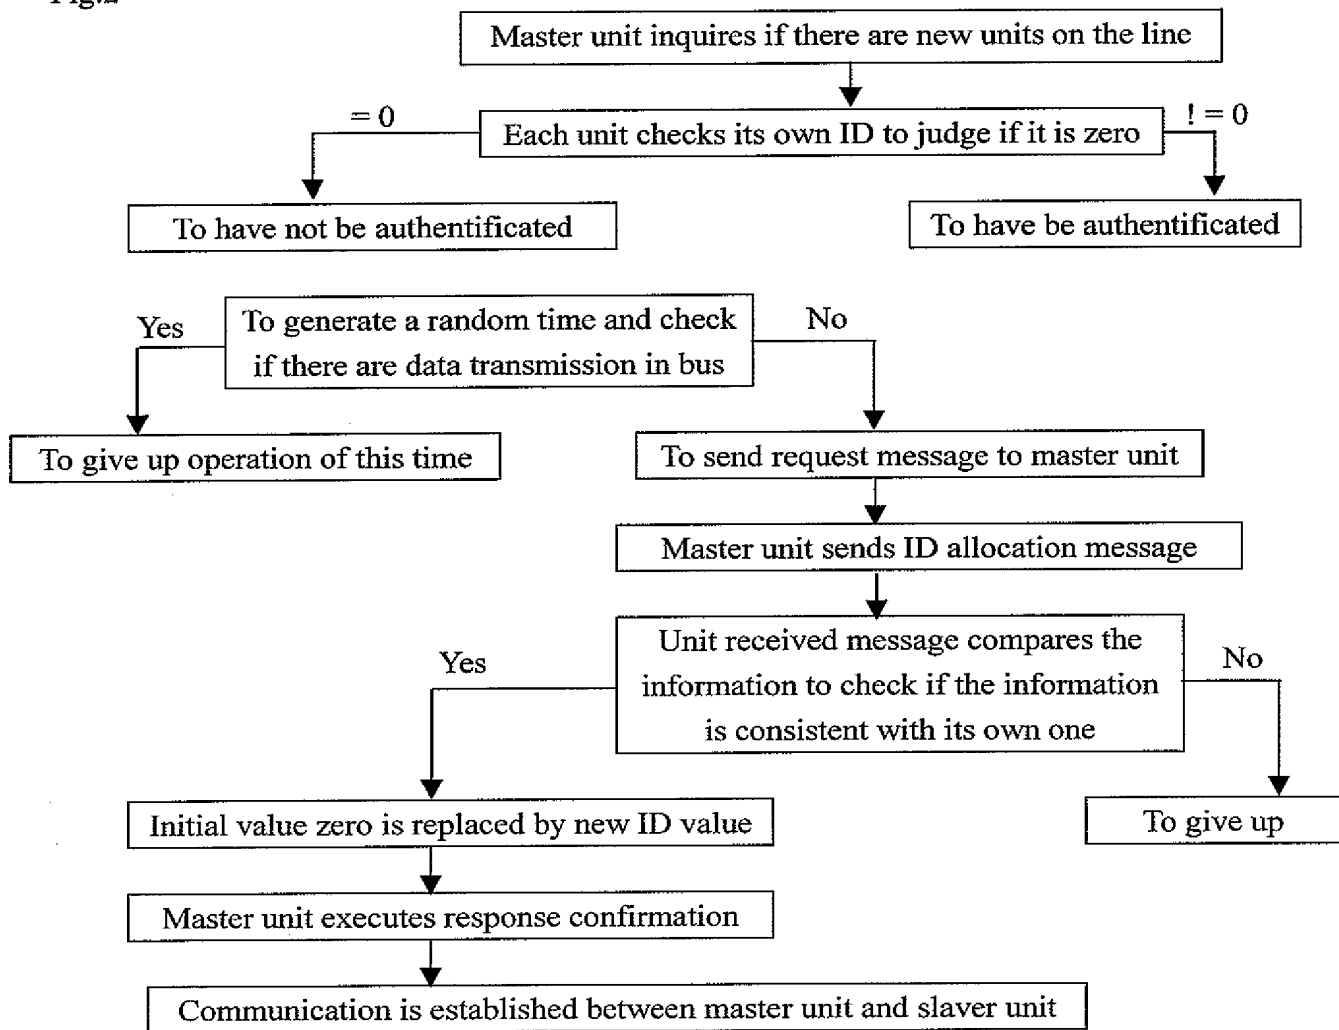 Fig.2
Master unit inquires if there are new units on the line
= 0
Each unit checks its own ID to judge if it is zero
! = 0
To have not be authentificated
To have be authentificated
Yes
To generate a random time and check
if there are data transmission in bus
No
To give up operation of this time
To send request message to master unit
Master unit sends ID allocation message
Yes
Unit received message compares the
information to check if the information
is consistent with its own one
No
Initial value zero is replaced by new ID value
To give up
Master unit executes response confirmation
Communication is established between master unit and slaver unit